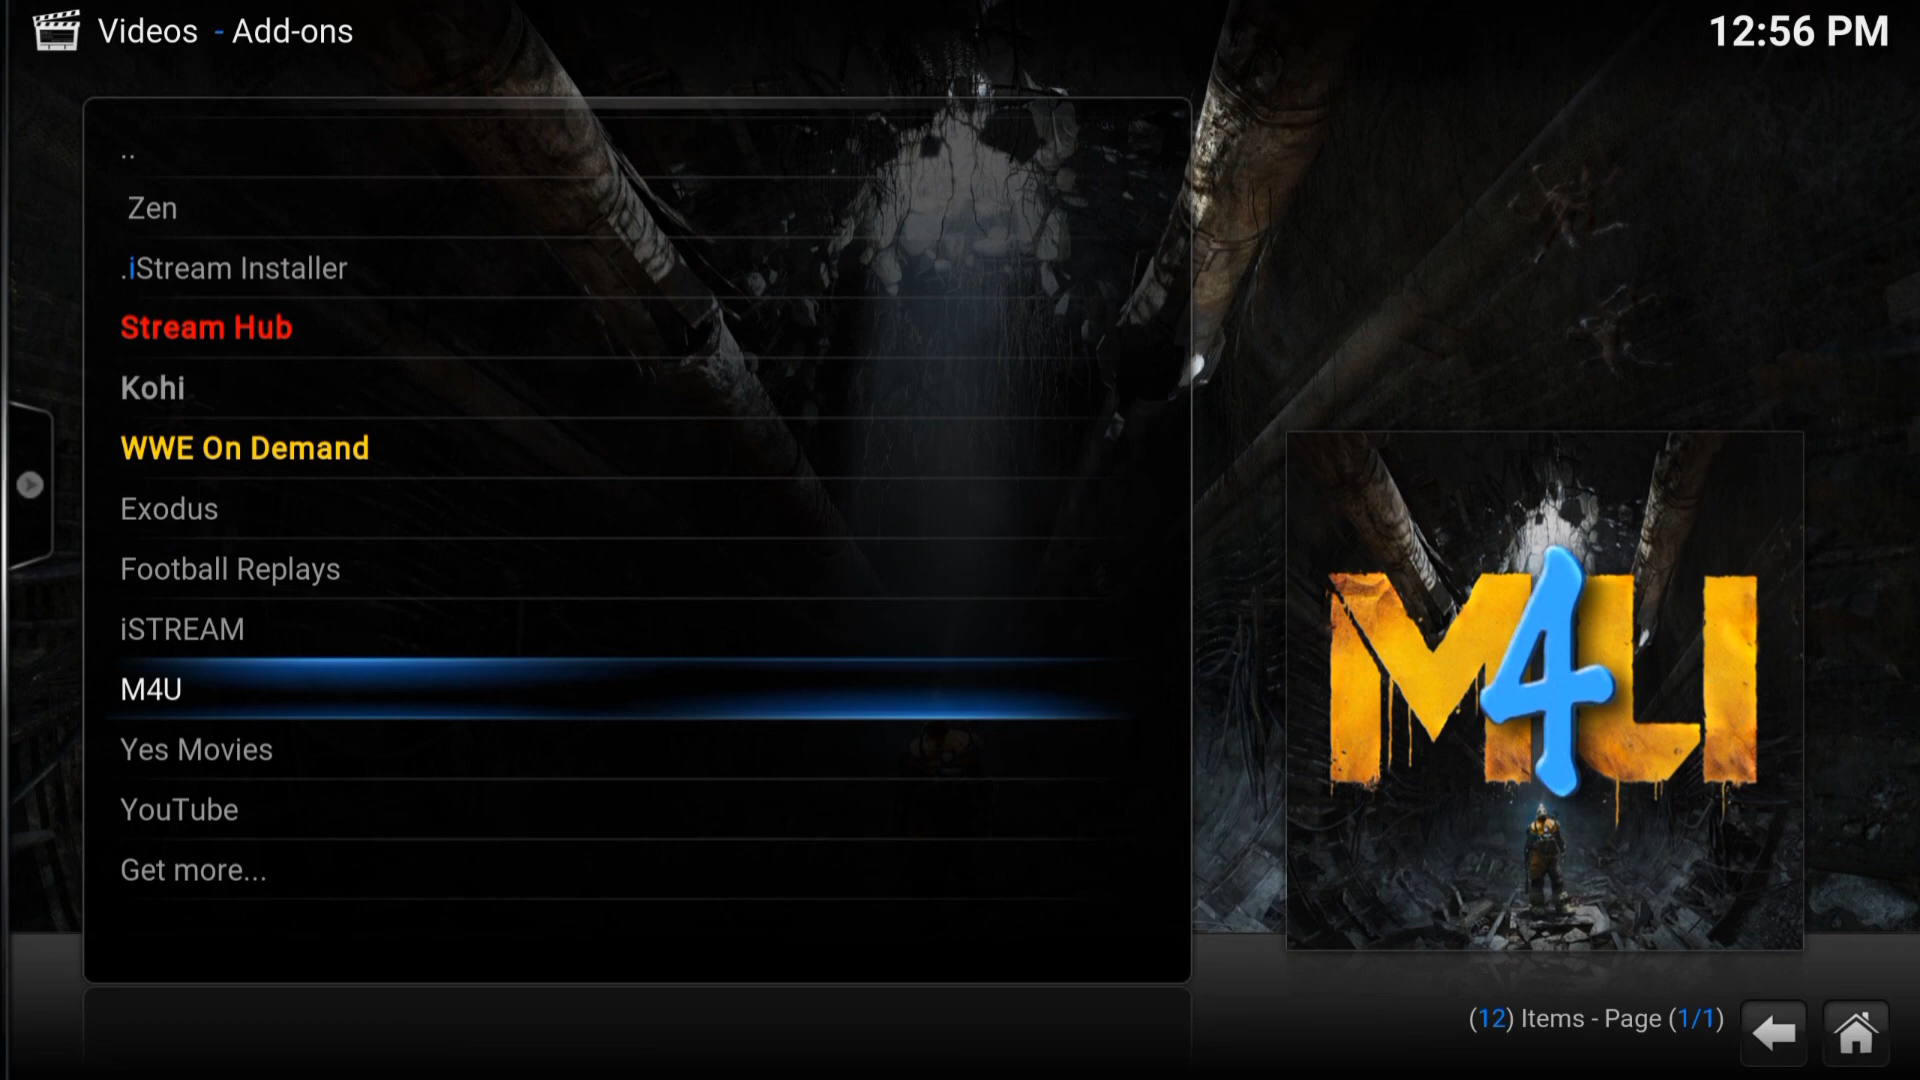 Videos - Add-ons
12:56 PM
..
Zen
.iStream Installer
Stream Hub
Kohi
WWE On Demand
Exodus
Football Replays
iSTREAM
M4U
Yes Movies
YouTube
Get more...
M4U
(12) Items - Page (1/1)